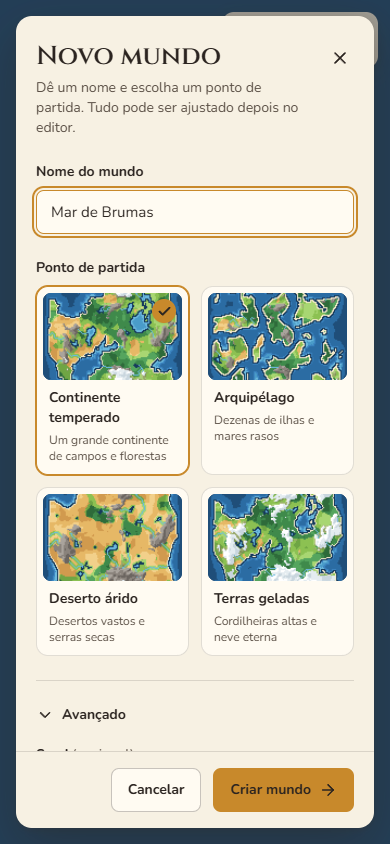 Novo mundo
Dê um nome e escolha um ponto de
partida. Tudo pode ser ajustado depois no
editor.
Nome do mundo
Mar de Brumas
Ponto de partida
Continente
temperado
Um grande continente
de campos e florestas
Arquipélago
Dezenas de ilhas e
mares rasos
Deserto árido
Desertos vastos e
serras secas
Terras geladas
Cordilheiras altas e
neve eterna
Avançado
Cancelar
Criar mundo